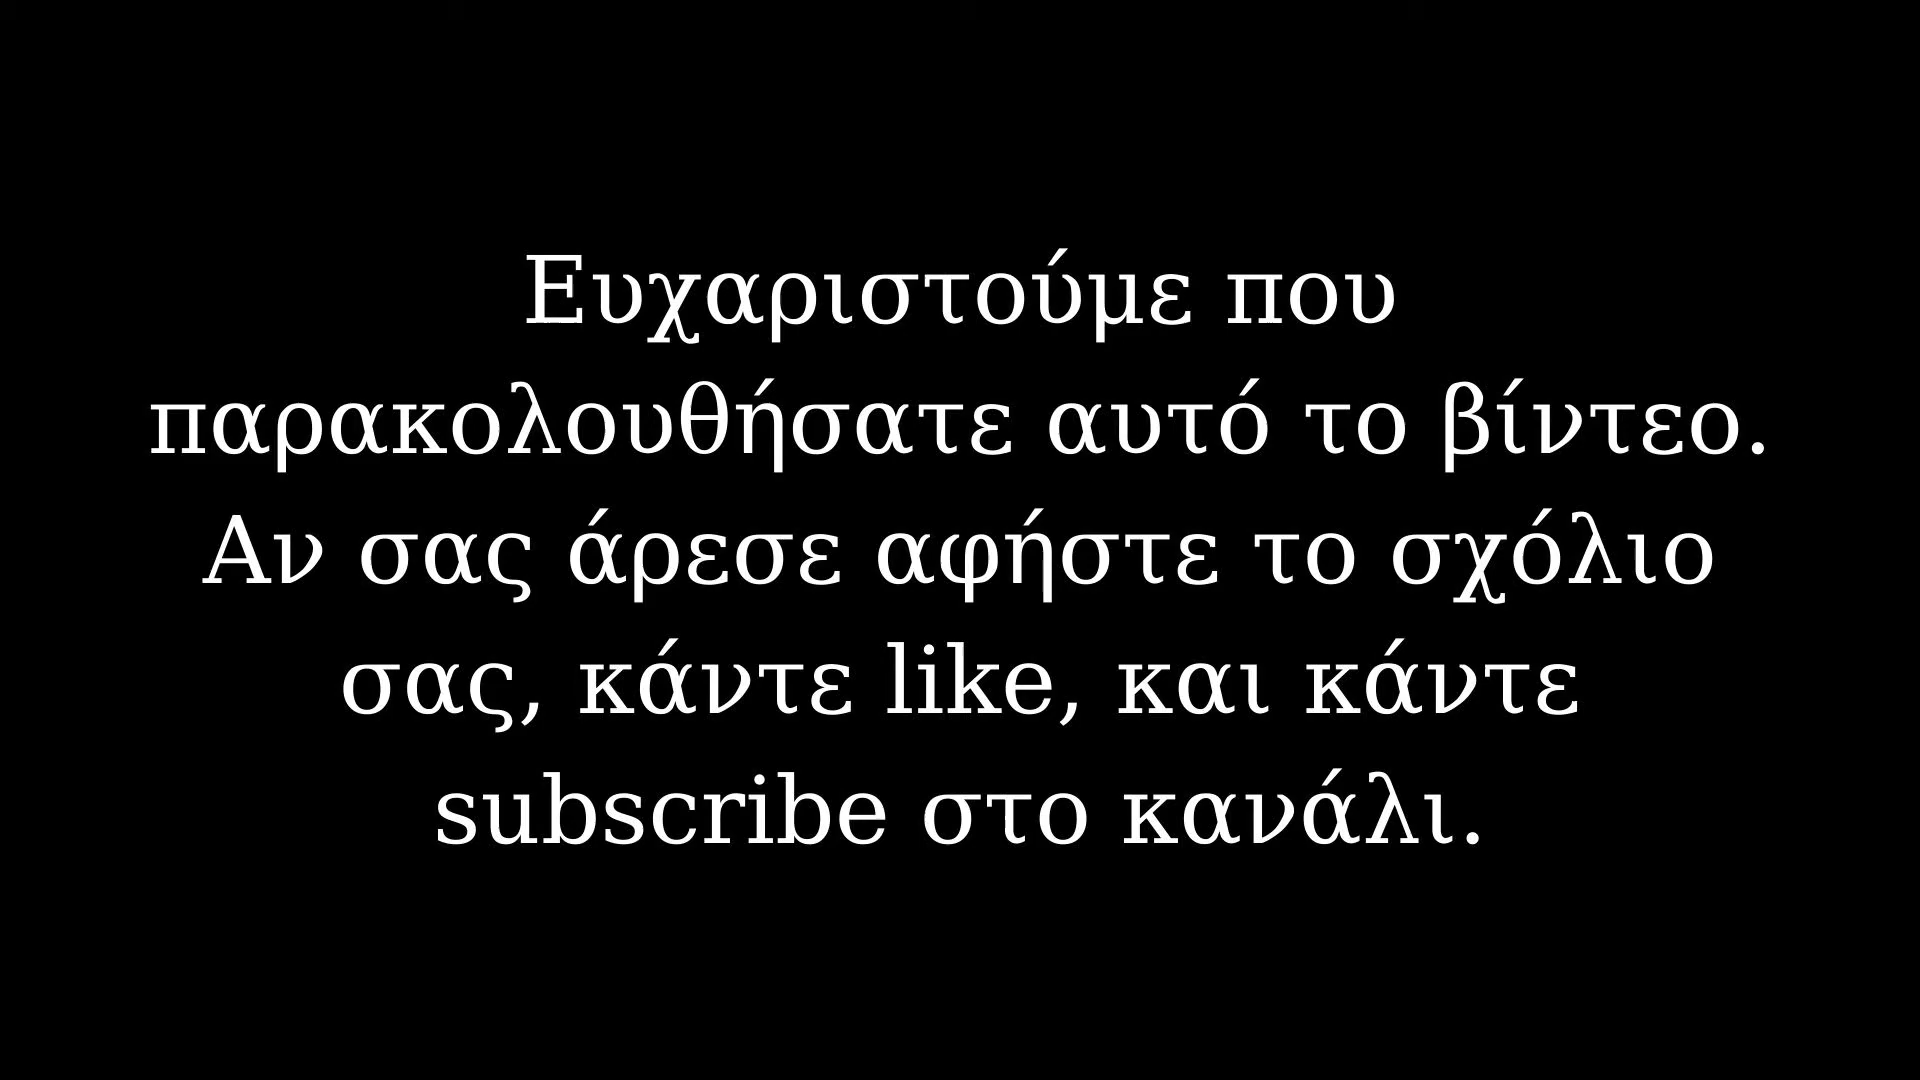 Ευχαριστούμε που
παρακολουθήσατε αυτό το βίντεο.
Αν σας άρεσε αφήστε το σχόλιο
σας, κάντε like, και κάντε
subscribe στο κανάλι.